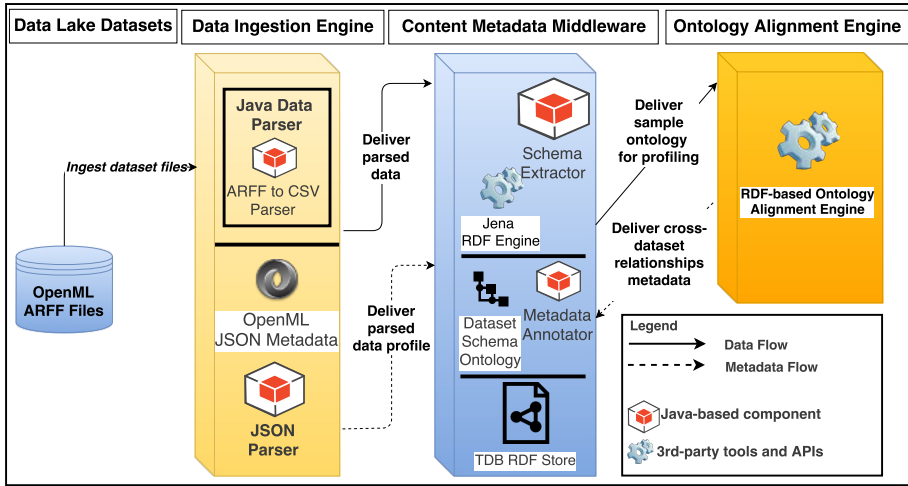 Data Lake Datasets
Data Ingestion Engine
Content Metadata Middleware
Ontology Alignment Engine
Ingest dataset files
OpenML
ARFF Files
Java Data
Parser
ARFF to CSV
Parser
OpenML
JSON Metadata
JSON
Parser
Deliver
parsed
data
Deliver
parsed
data profile
Schema
Extractor
Jena
RDF Engine
Dataset
Schema
Ontology
Metadata
Annotator
TDB RDF Store
Deliver
sample
ontology
for profiling
Deliver cross-
dataset
relationships
metadata
RDF-based Ontology
Alignment Engine
Legend
Data Flow
Metadata Flow
Java-based component
3rd-party tools and APIs